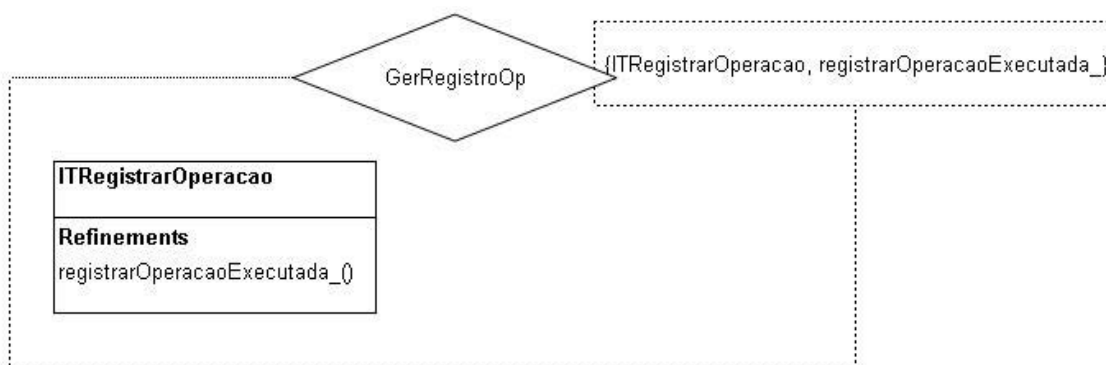 GerRegistroOp
{ITRegistrarOperacao, registrarOperacaoExecutada_}
ITRegistrarOperacao
Refinements
registrarOperacaoExecutada_()